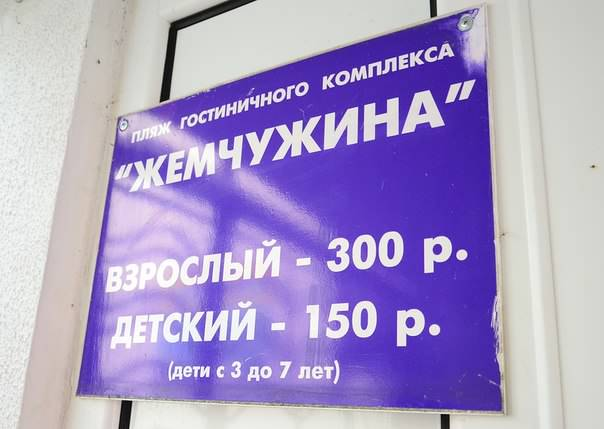 ПЛЯЖ ГОСТИНИЧНОГО КОМПЛЕКСА
"ЖЕМЧУЖИНА"
ВЗРОСЛЫЙ - 300 р.
ДЕТСКИЙ - 150 р.
(дети с 3 до 7 лет)